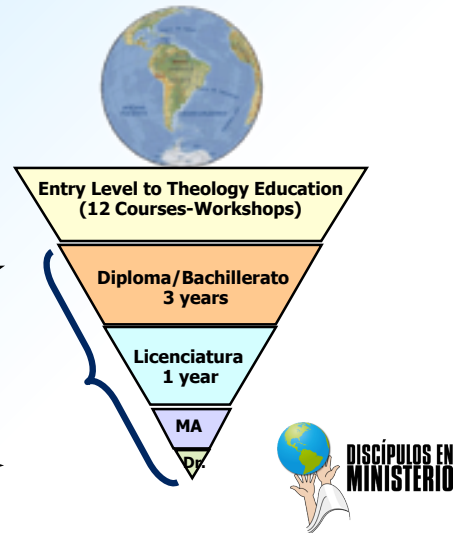 Entry Level to Theology Education
(12 Courses-Workshops)
Diploma/Bachillerato
3 years
Licenciatura
1 year
MA
Dr.
DISCÍPULOS EN
MINISTERIO